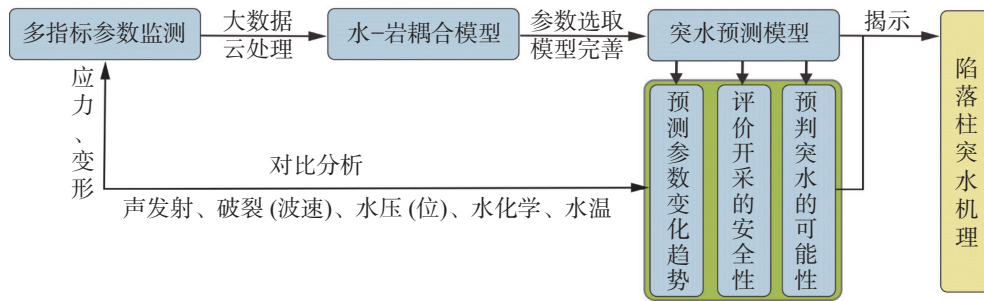 多指标参数监测
大数据
云处理
水-岩耦合模型
参数选取
模型完善
突水预测模型
揭示
陷落柱突水机理
应力、变形
对比分析
声发射、破裂(波速)、水压(位)、水化学、水温
预测参数变化趋势
评价开采的安全性
预判突水的可能性